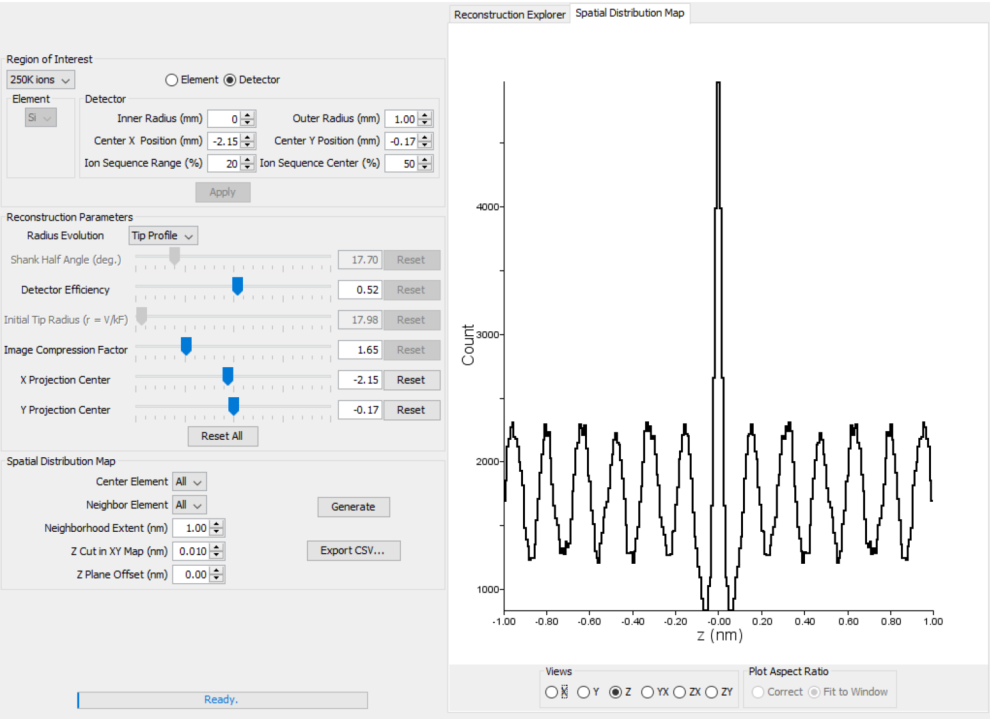 Reconstruction Explorer Spatial Distribution Map
Region of Interest
250K ions Element Detector
Element Detector
Si Inner Radius (mm) 0 Outer Radius (mm) 1.00
Center X Position (mm) -2.15 Center Y Position (mm) -0.17
Ion Sequence Range (%) 20 Ion Sequence Center (%) 50
Apply
Reconstruction Parameters
Radius Evolution Tip Profile
Shank Half Angle (deg.) 17.70 Reset
Detector Efficiency 0.52 Reset
Initial Tip Radius (r = V/kF) 17.98 Reset
Image Compression Factor 1.65 Reset
X Projection Center -2.15 Reset
Y Projection Center -0.17 Reset
Reset All
Spatial Distribution Map
Center Element All
Neighbor Element All Generate
Neighborhood Extent (nm) 1.00
Z Cut in XY Map (nm) 0.010 Export CSV...
Z Plane Offset (nm) 0.00
Ready.
4000
3000
2000
1000
Count
-1.00 -0.80 -0.60 -0.40 -0.20 -0.00 0.20 0.40 0.60 0.80 1.00
z (nm)
Views Plot Aspect Ratio
X Y Z YX ZX ZY Correct Fit to Window